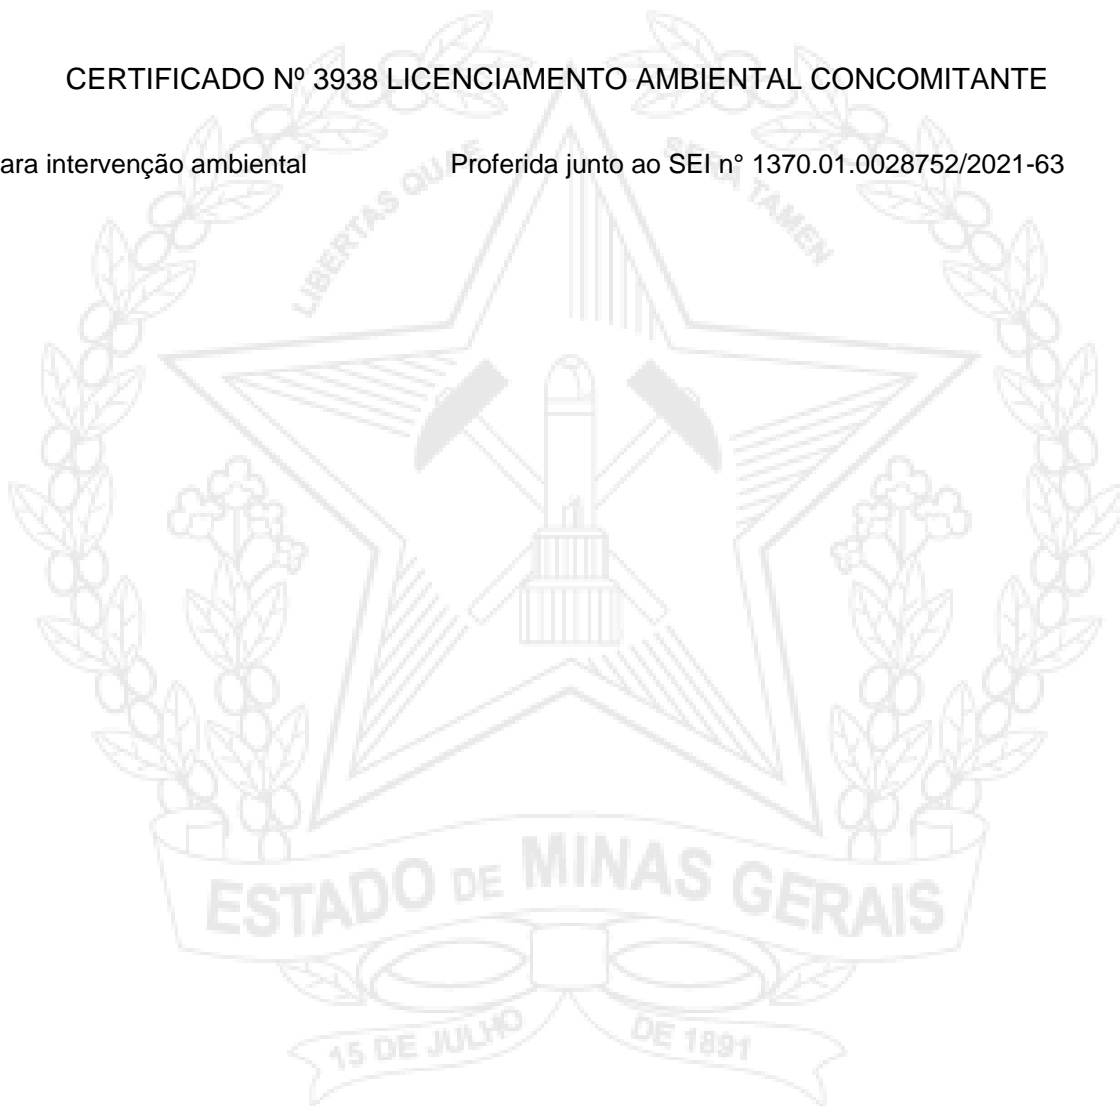 CERTIFICADO Nº 3938 LICENCIAMENTO AMBIENTAL CONCOMITANTE
ara intervenção ambiental Proferida junto ao SEI n° 1370.01.0028752/2021-63
LIBERTAS QUÆ SERA TAMEN
ESTADO DE MINAS GERAIS
15 DE JULHO DE 1891